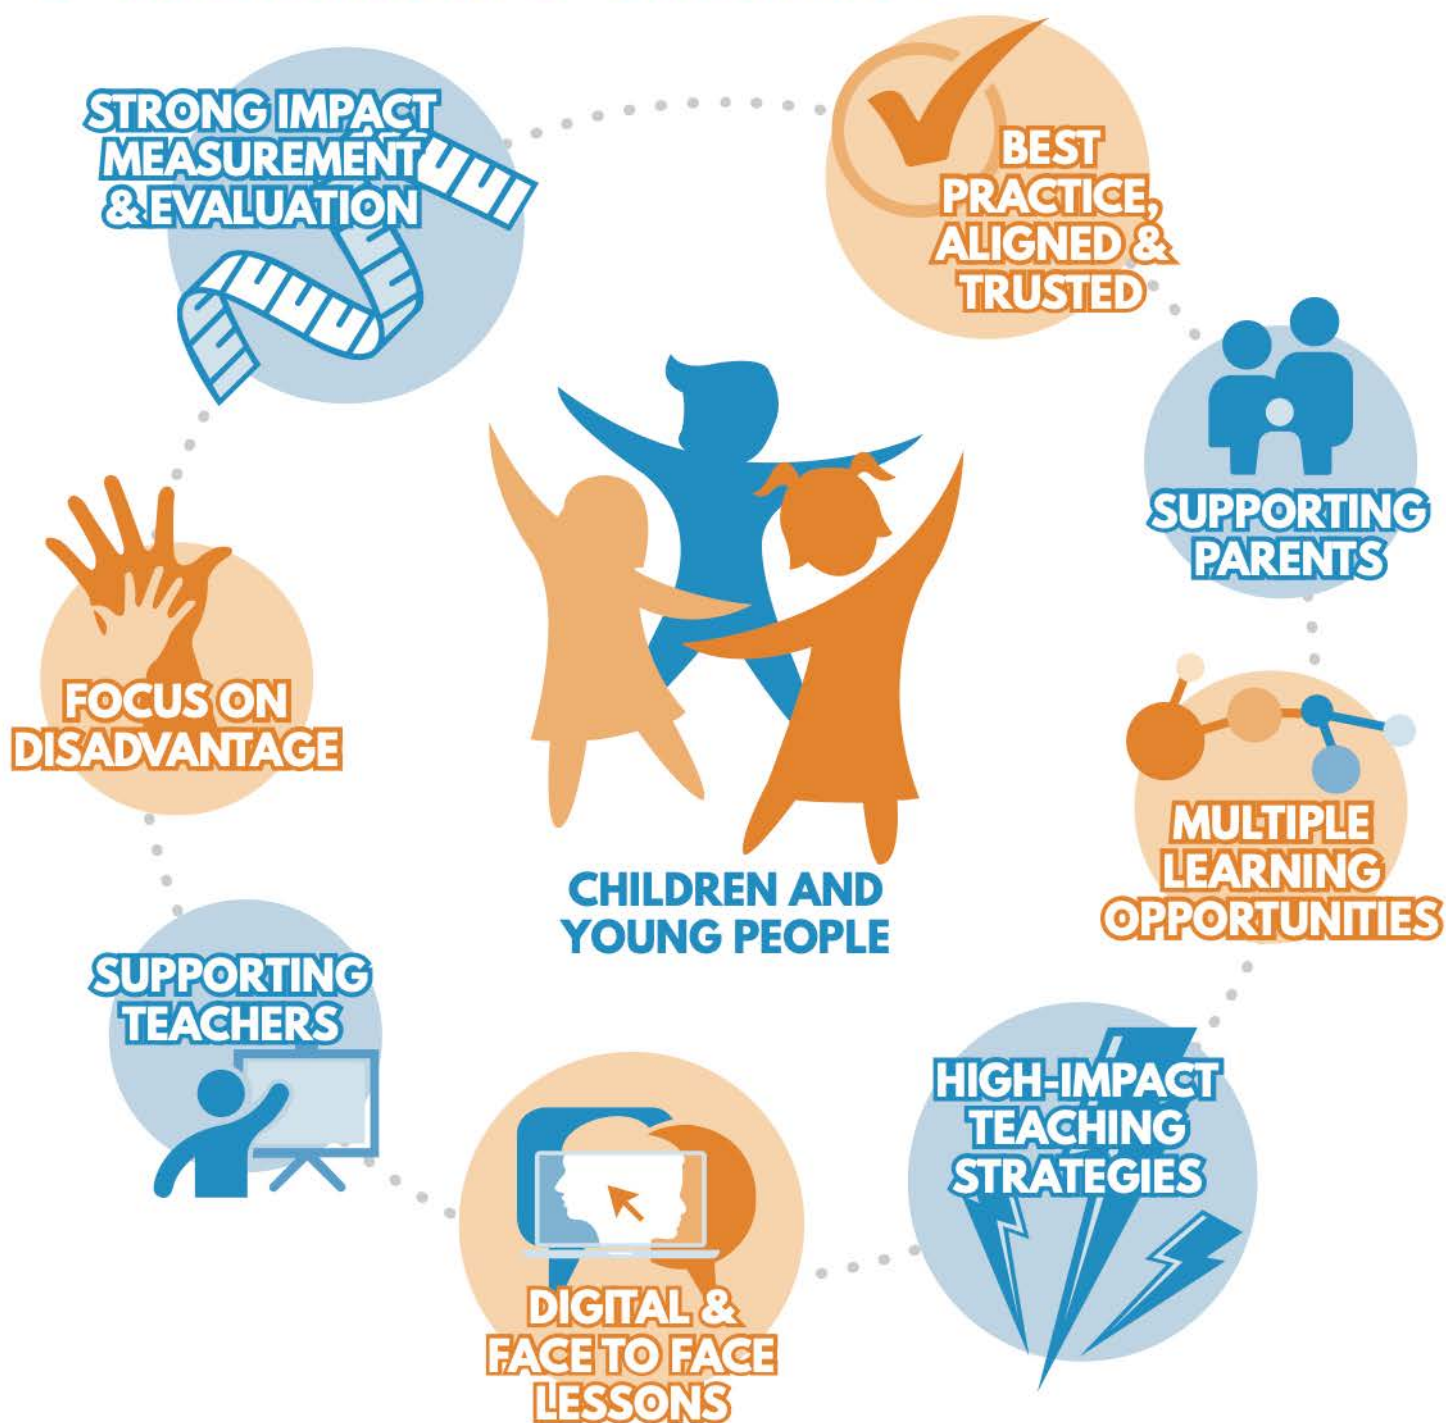 STRONG IMPACT
MEASUREMENT
& EVALUATION
BEST
PRACTICE,
ALIGNED &
TRUSTED
SUPPORTING
PARENTS
MULTIPLE
LEARNING
OPPORTUNITIES
HIGH-IMPACT
TEACHING
STRATEGIES
DIGITAL &
FACE TO FACE
LESSONS
SUPPORTING
TEACHERS
FOCUS ON
DISADVANTAGE
CHILDREN AND
YOUNG PEOPLE